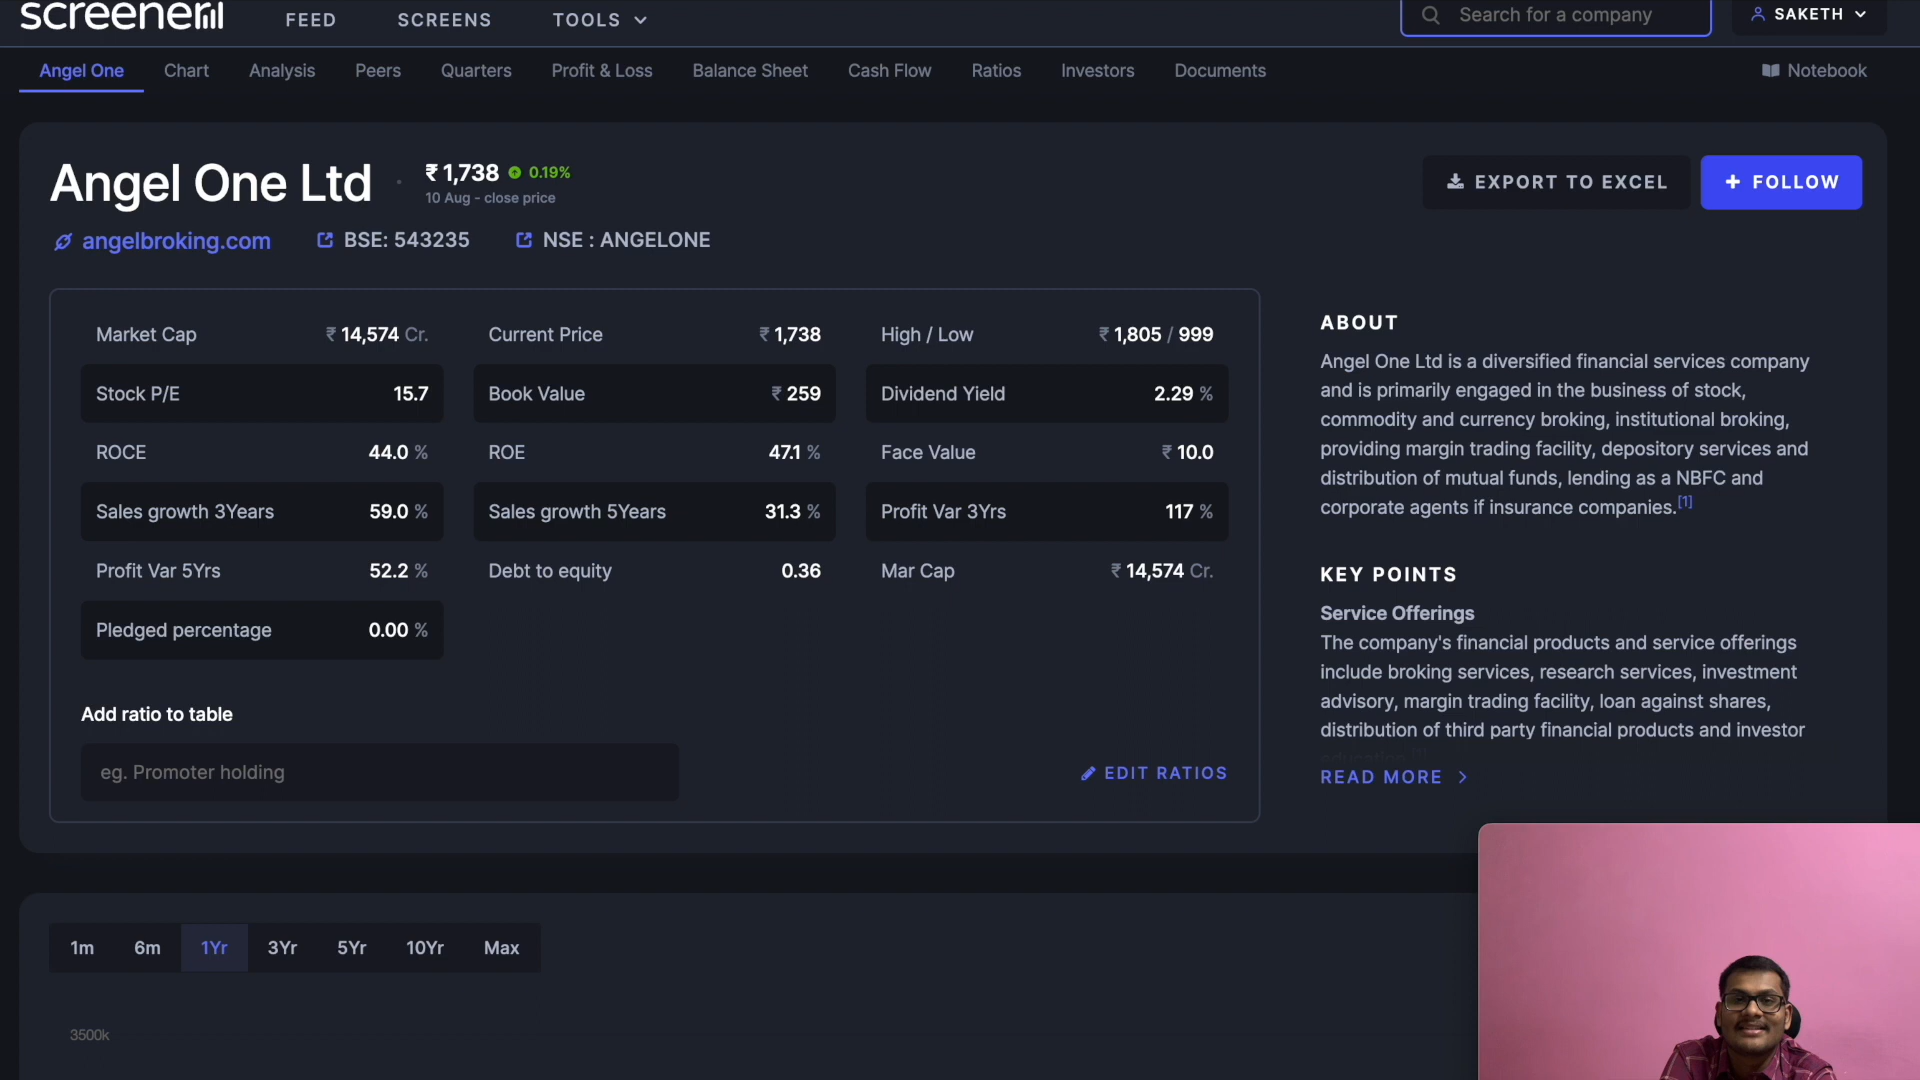 screener
FEED
SCREENS
TOOLS
Search for a company
SAKETH
Angel One
Chart
Analysis
Peers
Quarters
Profit & Loss
Balance Sheet
Cash Flow
Ratios
Investors
Documents
Notebook
Angel One Ltd
₹ 1,738 0.19%
10 Aug - close price
EXPORT TO EXCEL
+ FOLLOW
angelbroking.com
BSE: 543235
NSE : ANGELONE
Market Cap ₹ 14,574 Cr.
Current Price ₹ 1,738
High / Low ₹ 1,805 / 999
Stock P/E 15.7
Book Value ₹ 259
Dividend Yield 2.29 %
ROCE 44.0 %
ROE 47.1 %
Face Value ₹ 10.0
Sales growth 3Years 59.0 %
Sales growth 5Years 31.3 %
Profit Var 3Yrs 117 %
Profit Var 5Yrs 52.2 %
Debt to equity 0.36
Mar Cap ₹ 14,574 Cr.
Pledged percentage 0.00 %
Add ratio to table
eg. Promoter holding
EDIT RATIOS
ABOUT
Angel One Ltd is a diversified financial services company
and is primarily engaged in the business of stock,
commodity and currency broking, institutional broking,
providing margin trading facility, depository services and
distribution of mutual funds, lending as a NBFC and
corporate agents if insurance companies.[1]
KEY POINTS
Service Offerings
The company's financial products and service offerings
include broking services, research services, investment
advisory, margin trading facility, loan against shares,
distribution of third party financial products and investor
READ MORE
1m
6m
1Yr
3Yr
5Yr
10Yr
Max
3500k